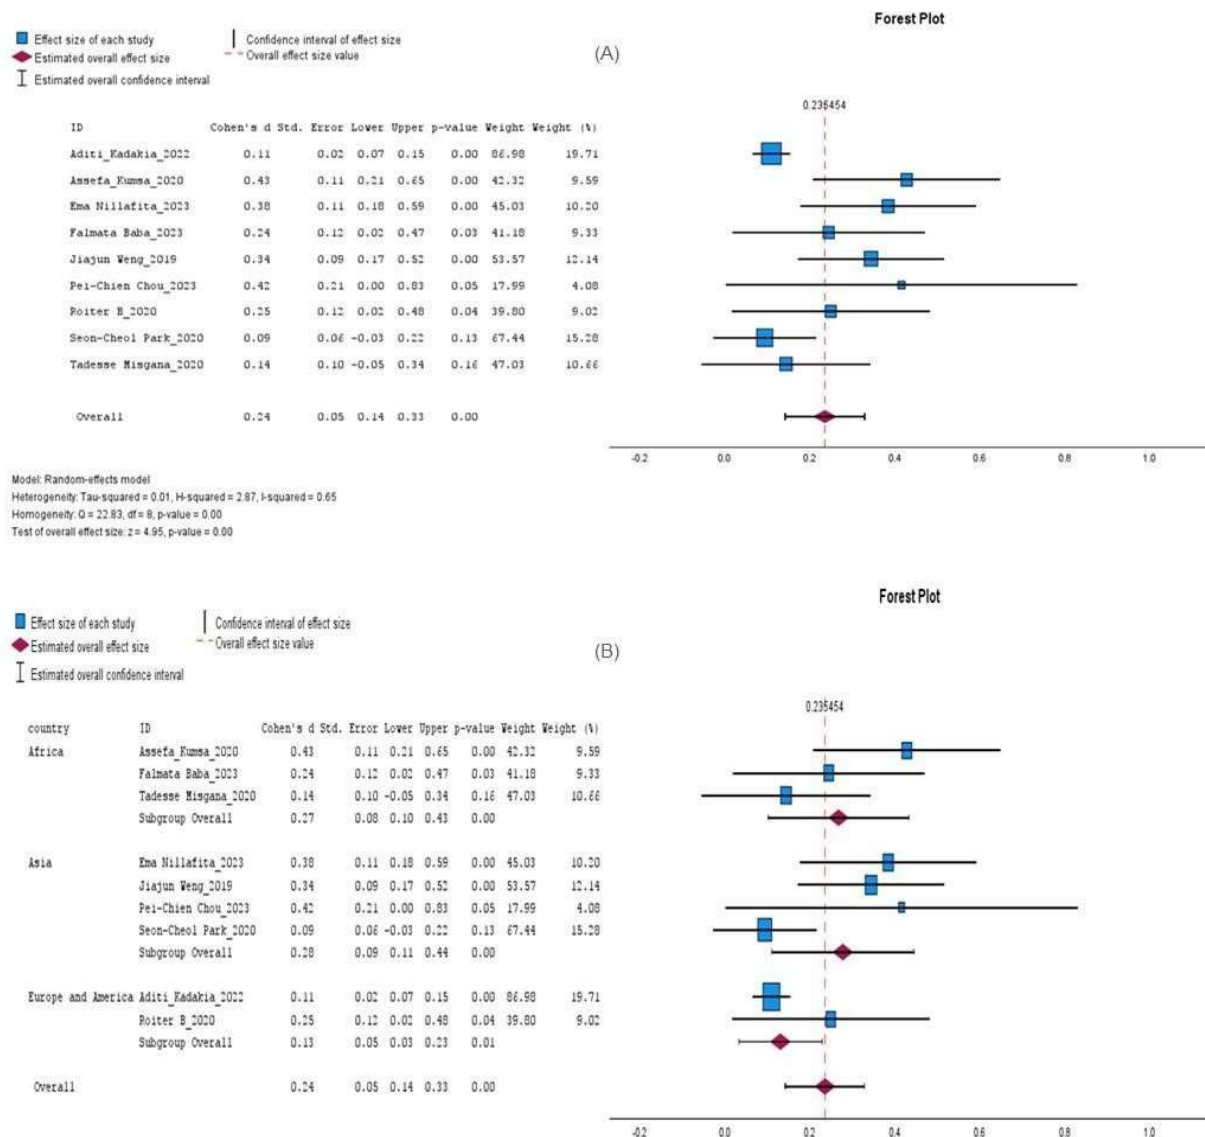 Forest Plot
Effect size of each study Confidence interval of effect size
Estimated overall effect size Overall effect size value
Estimated overall confidence interval
(A)
0.235454
ID Cohen's d Std. Error Lower Upper p-value Weight Weight (%)
Aditi_Kadakia_2022 0.11 0.02 0.07 0.15 0.00 86.98 19.71
Assefa_Kumsa_2020 0.43 0.11 0.21 0.65 0.00 42.32 9.59
Ema Nillafita_2023 0.38 0.11 0.18 0.59 0.00 45.03 10.20
Falmata Baba_2023 0.24 0.12 0.02 0.47 0.03 41.18 9.33
Jiajun Weng_2019 0.34 0.09 0.17 0.52 0.00 53.57 12.14
Pei-Chien Chou_2023 0.42 0.21 0.00 0.83 0.05 17.99 4.08
Roiter B_2020 0.25 0.12 0.02 0.48 0.04 39.80 9.02
Seon-Cheol Park_2020 0.09 0.06 -0.03 0.22 0.13 67.44 15.28
Tadesse Misgana_2020 0.14 0.10 -0.05 0.34 0.16 47.03 10.66
Overall 0.24 0.05 0.14 0.33 0.00
-0.2 0.0 0.2 0.4 0.6 0.8 1.0
Model: Random-effects model
Heterogeneity: Tau-squared = 0.01, H-squared = 2.87, I-squared = 0.65
Homogeneity: Q = 22.83, df = 8, p-value = 0.00
Test of overall effect size: z = 4.95, p-value = 0.00
Forest Plot
Effect size of each study Confidence interval of effect size
Estimated overall effect size Overall effect size value
Estimated overall confidence interval
(B)
0.235454
country ID Cohen's d Std. Error Lower Upper p-value Weight Weight (%)
Africa Assefa_Kumsa_2020 0.43 0.11 0.21 0.65 0.00 42.32 9.59
Falmata Baba_2023 0.24 0.12 0.02 0.47 0.03 41.18 9.33
Tadesse Misgana_2020 0.14 0.10 -0.05 0.34 0.16 47.03 10.66
Subgroup Overall 0.27 0.08 0.10 0.43 0.00
Asia Ema Nillafita_2023 0.38 0.11 0.18 0.59 0.00 45.03 10.20
Jiajun Weng_2019 0.34 0.09 0.17 0.52 0.00 53.57 12.14
Pei-Chien Chou_2023 0.42 0.21 0.00 0.83 0.05 17.99 4.08
Seon-Cheol Park_2020 0.09 0.06 -0.03 0.22 0.13 67.44 15.28
Subgroup Overall 0.28 0.09 0.11 0.44 0.00
Europe and America Aditi_Kadakia_2022 0.11 0.02 0.07 0.15 0.00 86.98 19.71
Roiter B_2020 0.25 0.12 0.02 0.48 0.04 39.80 9.02
Subgroup Overall 0.13 0.05 0.03 0.23 0.01
Overall 0.24 0.05 0.14 0.33 0.00
-0.2 0.0 0.2 0.4 0.6 0.8 1.0